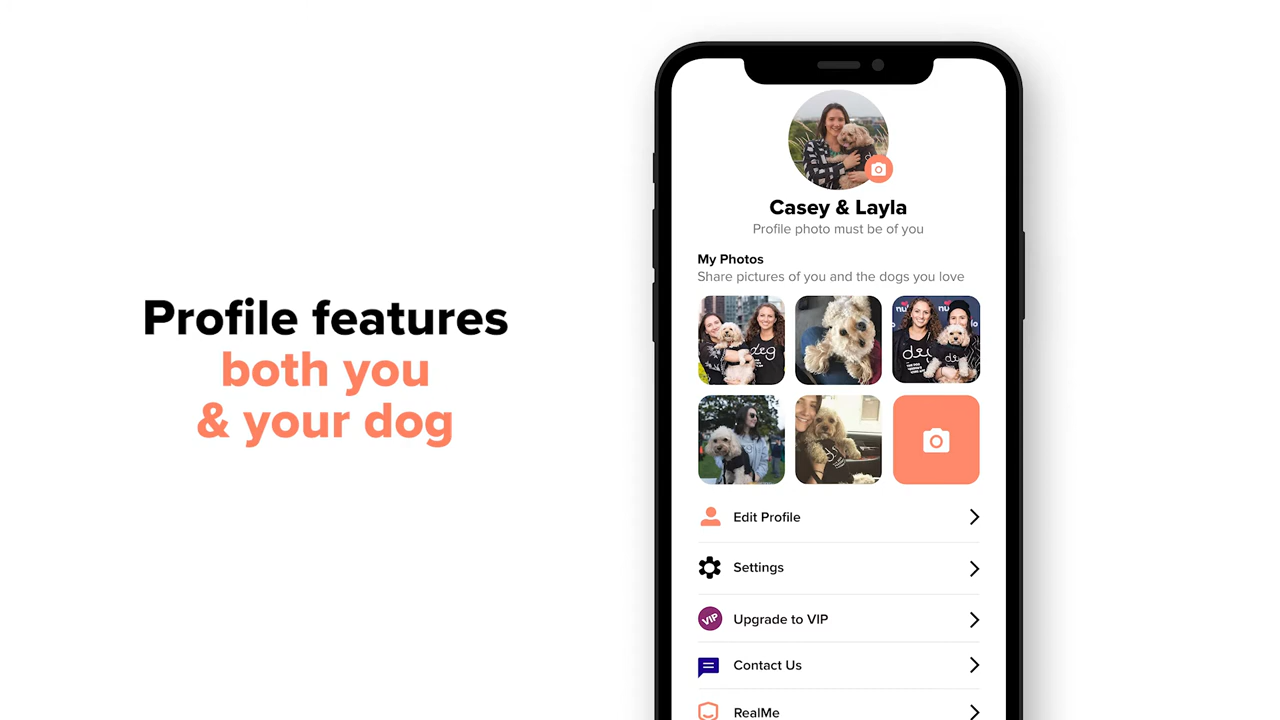 Profile features
both you
& your dog
Casey & Layla
Profile photo must be of you
My Photos
Share pictures of you and the dogs you love
Edit Profile
Settings
VIP
Upgrade to VIP
Contact Us
RealMe